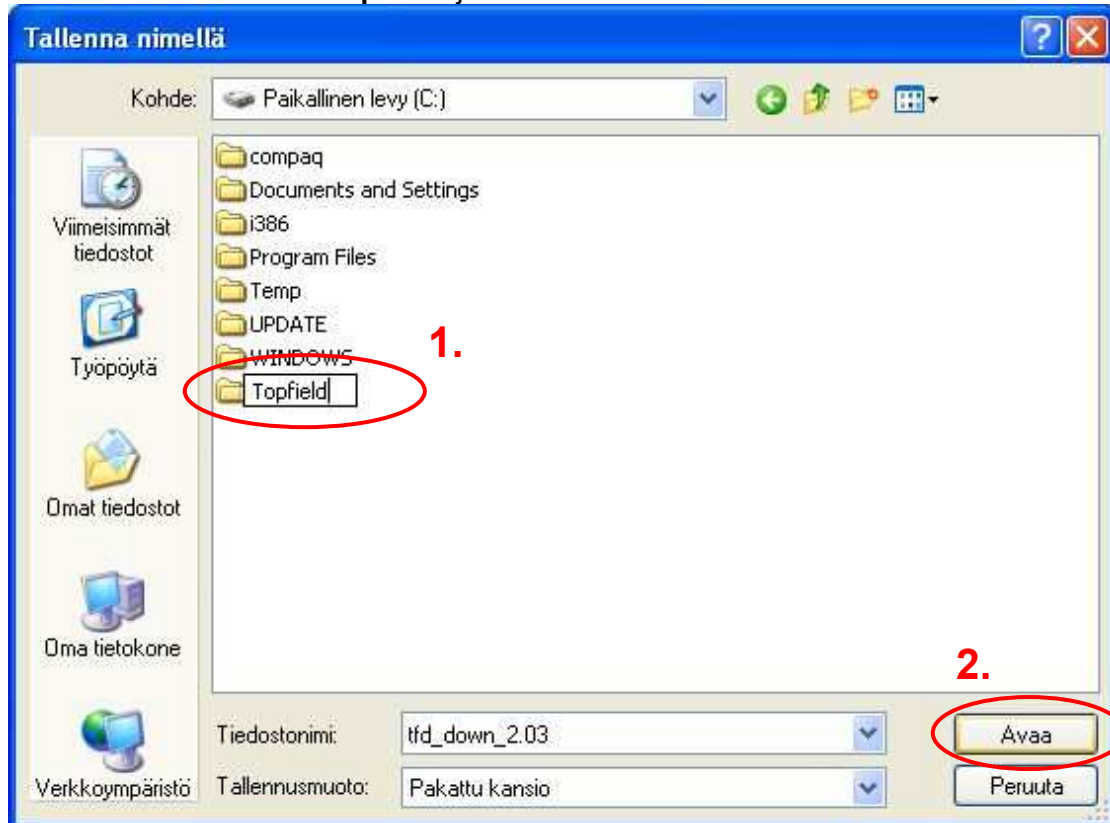 Tallenna nimellä
Kohde: Paikallinen levy (C:)
compaq
Documents and Settings
i386
Program Files
Temp
UPDATE
WINDOWS
Topfield
1.
Viimeisimmät
tiedostot
Työpöytä
Omat tiedostot
Oma tietokone
Verkkoympäristö
2.
Tiedostonimi: tfd_down_2.03 Avaa
Tallennusmuoto: Pakattu kansio Peruuta